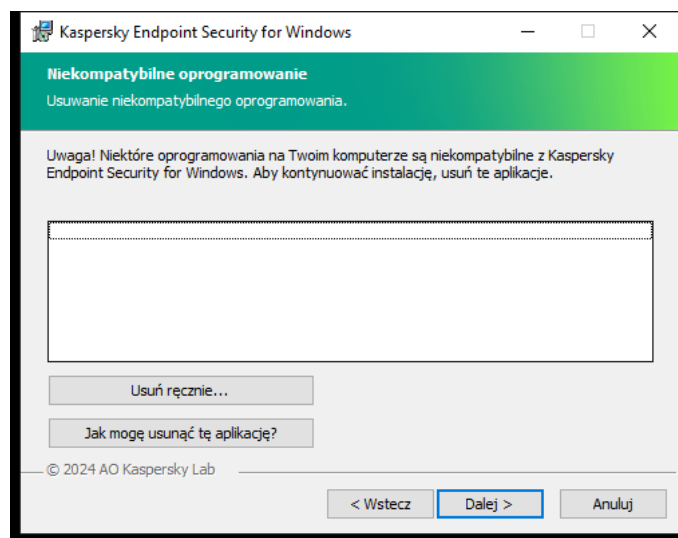 Kaspersky Endpoint Security for Windows
Niekompatybilne oprogramowanie
Usuwanie niekompatybilnego oprogramowania.
Uwaga! Niektóre oprogramowania na Twoim komputerze są niekompatybilne z Kaspersky
Endpoint Security for Windows. Aby kontynuować instalację, usuń te aplikacje.
Usuń ręcznie...
Jak mogę usunąć tę aplikację?
© 2024 AO Kaspersky Lab
< Wstecz
Dalej >
Anuluj